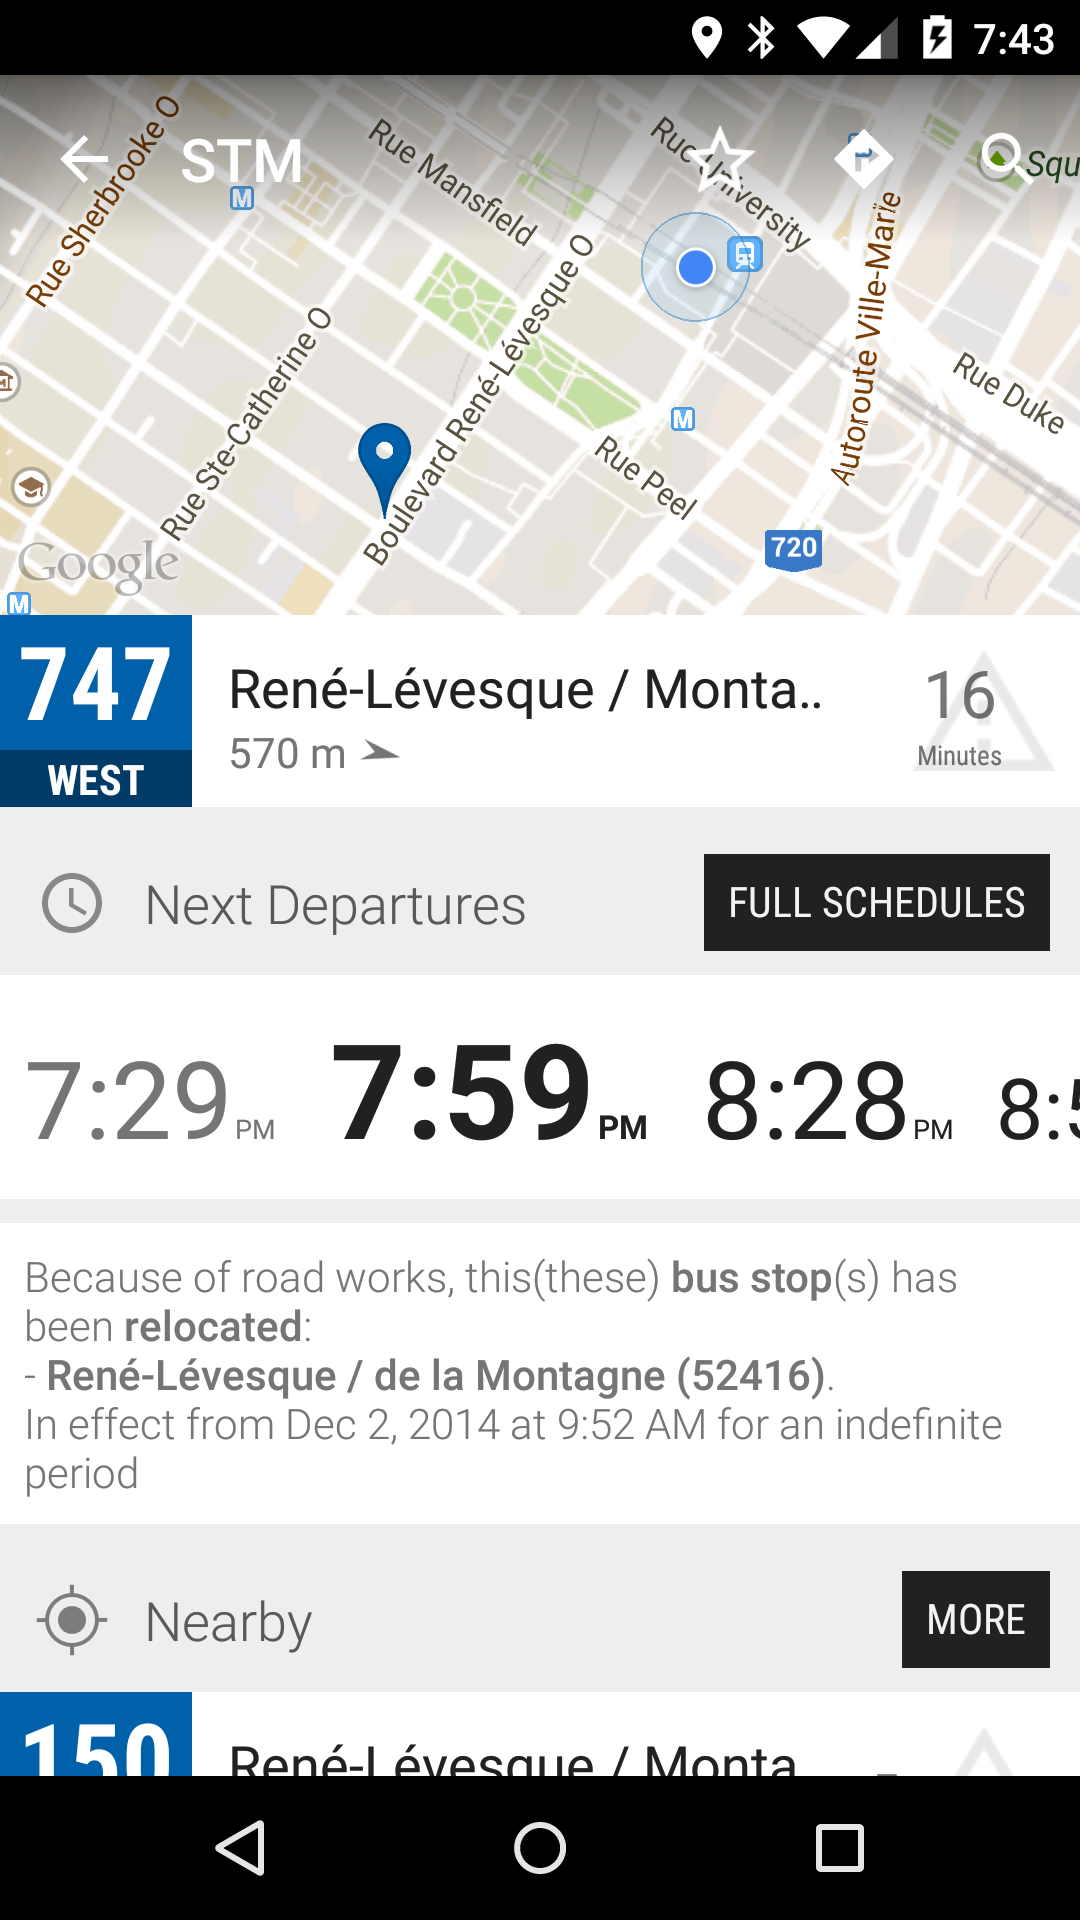 7:43
STM
Rue Sherbrooke O
Rue Mansfield
Rue University
Squ
M
Rue Ste-Catherine O
Boulevard René-Lévesque O
Autoroute Ville-Marie
Rue Duke
M
Rue Peel
720
Google
M
747
WEST
René-Lévesque / Monta..
570 m
16
Minutes
Next Departures
FULL SCHEDULES
7:29 PM 7:59 PM 8:28 PM 8:5
Because of road works, this(these) bus stop(s) has
been relocated:
- René-Lévesque / de la Montagne (52416).
In effect from Dec 2, 2014 at 9:52 AM for an indefinite
period
Nearby
MORE
150
René-Lévesque / Monta